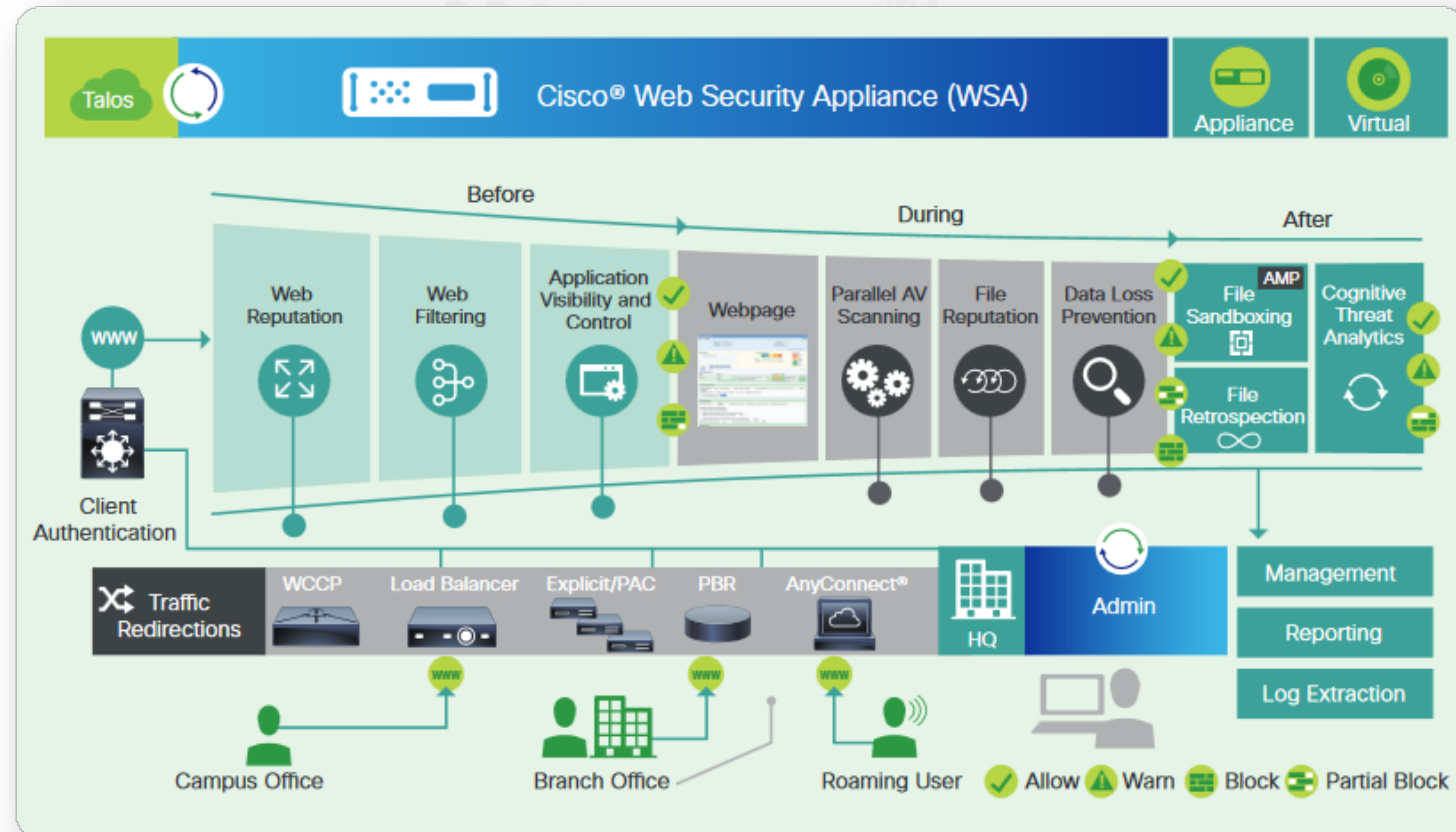 Talos
Cisco® Web Security Appliance (WSA)
Appliance
Virtual
Before
During
After
WWW
Client
Authentication
Web
Reputation
Web
Filtering
Application
Visibility and
Control
Webpage
Parallel AV
Scanning
File
Reputation
Data Loss
Prevention
AMP
File
Sandboxing
File
Retrospection
Cognitive
Threat
Analytics
Traffic
Redirections
WCCP
Load Balancer
Explicit/PAC
PBR
AnyConnect®
HQ
Admin
Management
Reporting
Log Extraction
WWW
WWW
WWW
Campus Office
Branch Office
Roaming User
Allow
Warn
Block
Partial Block